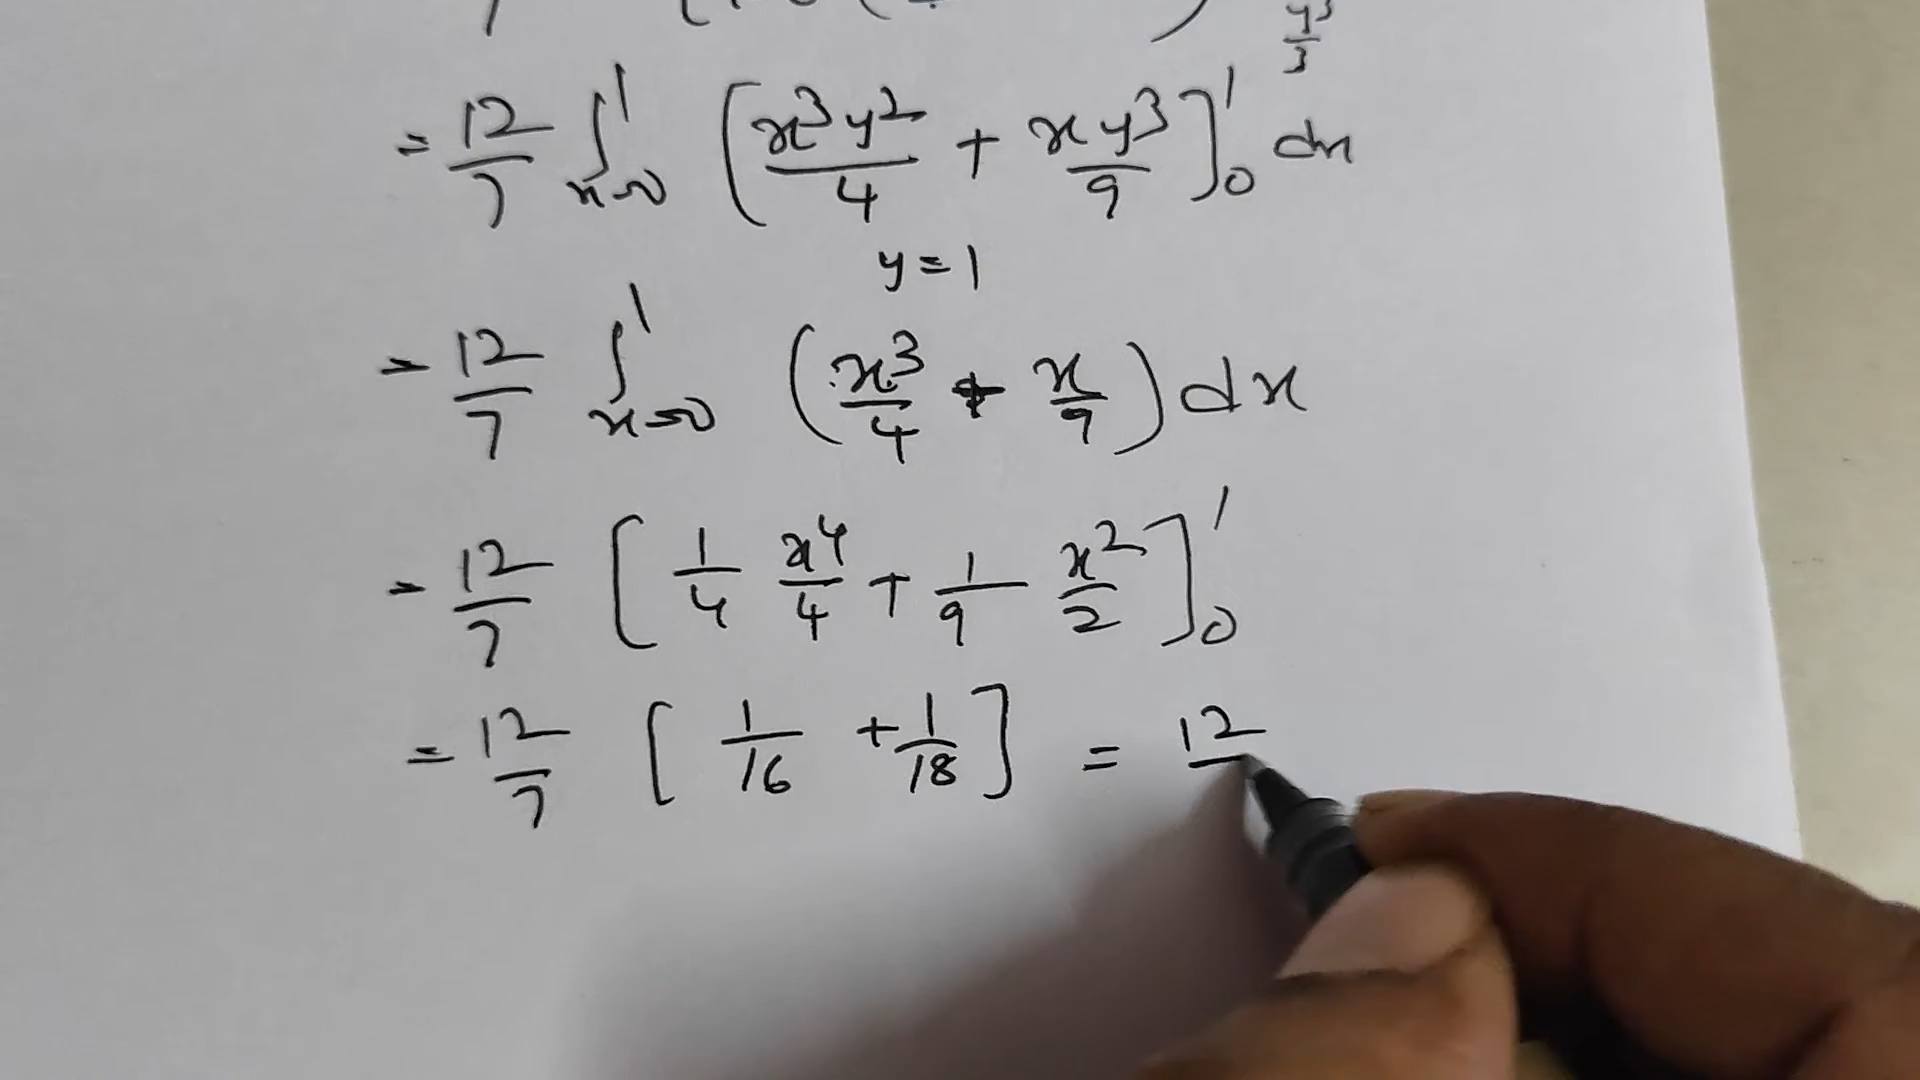 y³/3
= 12/7 ∫_{x=0}^{1} [x³y²/4 + xy³/9]_0^1 dx
y = 1
= 12/7 ∫_{x=0}^{1} (x³/4 + x/9) dx
= 12/7 [1/4 x⁴/4 + 1/9 x²/2]_0^1
= 12/7 [1/16 + 1/18] = 12/